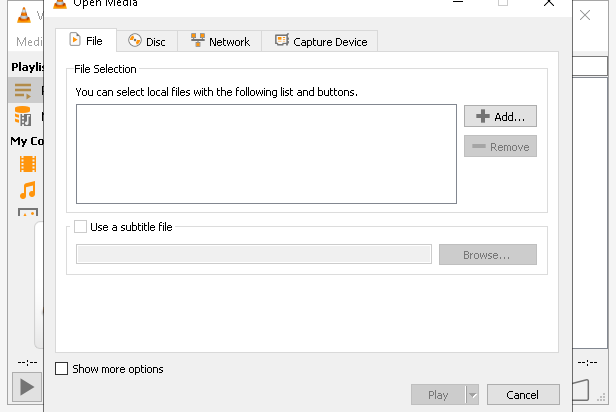 Open Media
Medi
File
Disc
Network
Capture Device
Playlis
File Selection
You can select local files with the following list and buttons.
Add...
Remove
My Co
Use a subtitle file
Browse...
--:--
--:--
Show more options
Play
Cancel